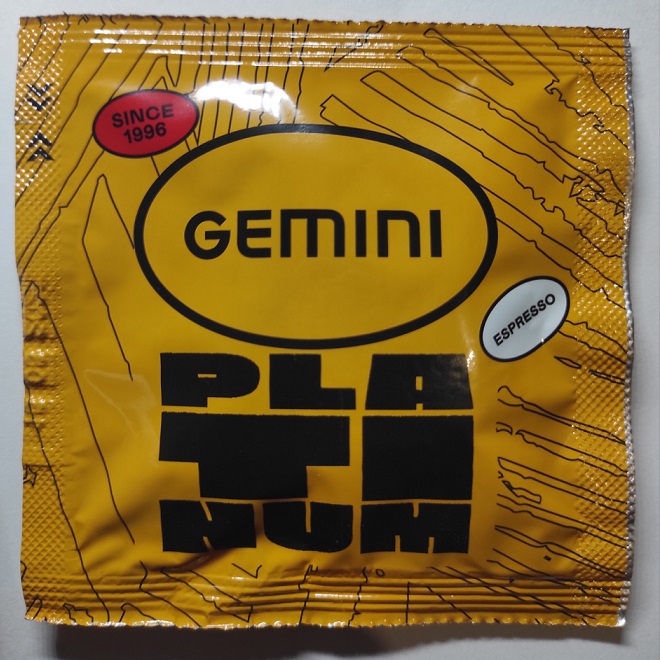 SINCE
1996
GEMINI
ESPRESSO
PLA
TI
NUM